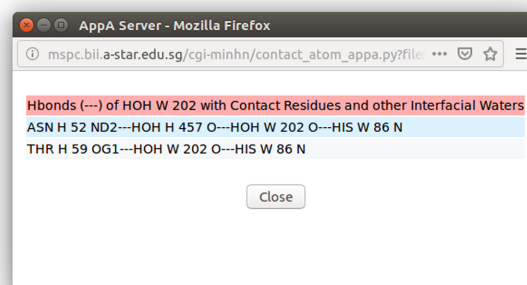 AppA Server - Mozilla Firefox
mspc.bii.a-star.edu.sg/cgi-minhn/contact_atom_appa.py?file
Hbonds (---) of HOH W 202 with Contact Residues and other Interfacial Waters
ASN H 52 ND2---HOH H 457 O---HOH W 202 O---HIS W 86 N
THR H 59 OG1---HOH W 202 O---HIS W 86 N
Close